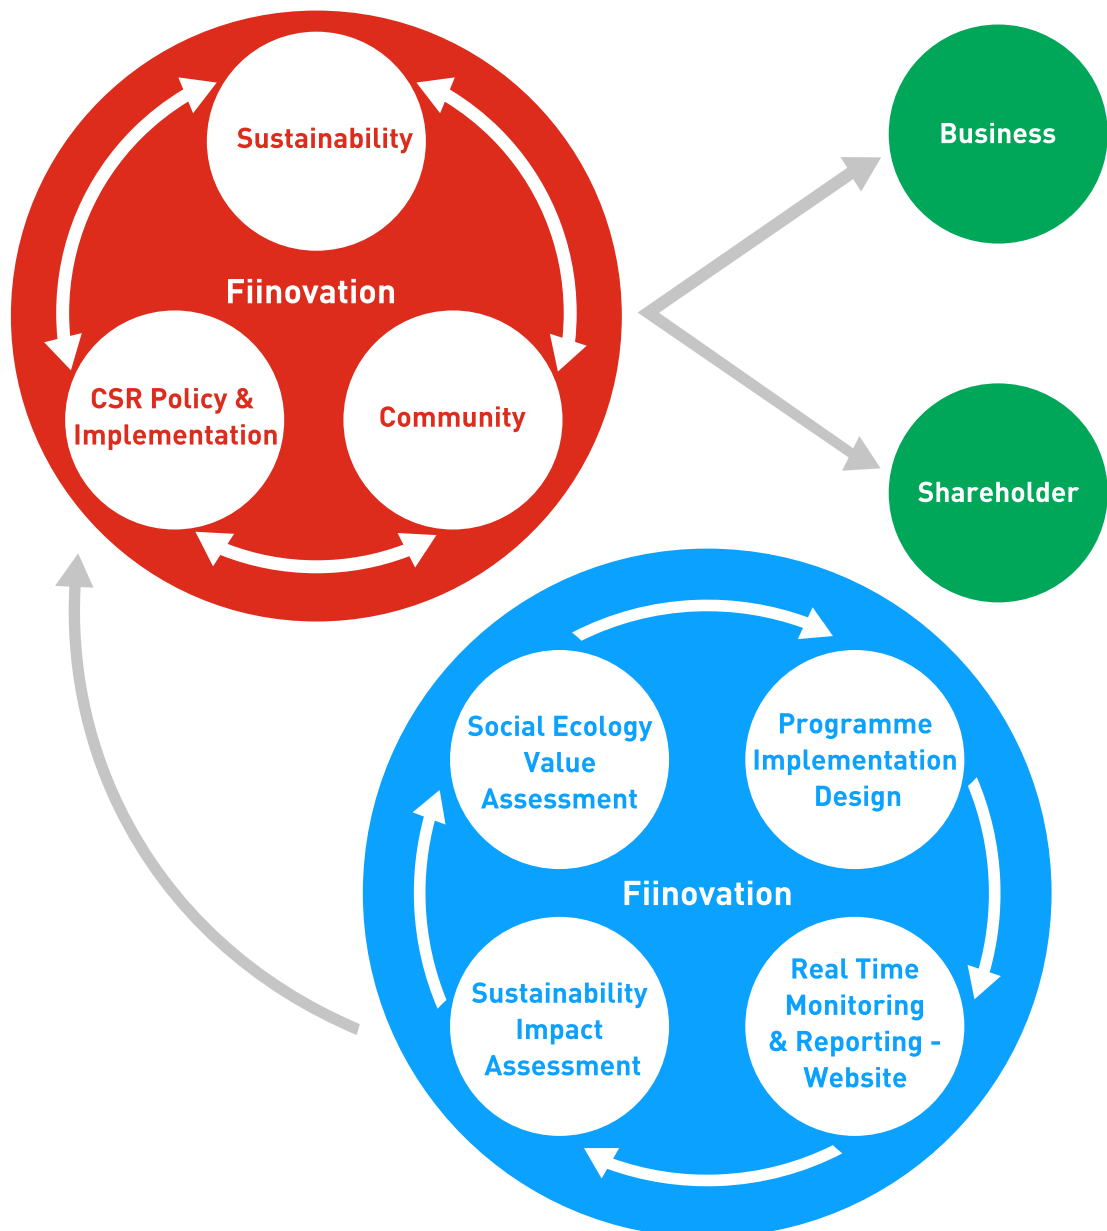 Sustainability
Fiinovation
CSR Policy &
Implementation
Community
Business
Shareholder
Social Ecology
Value
Assessment
Programme
Implementation
Design
Fiinovation
Sustainability
Impact
Assessment
Real Time
Monitoring
& Reporting -
Website